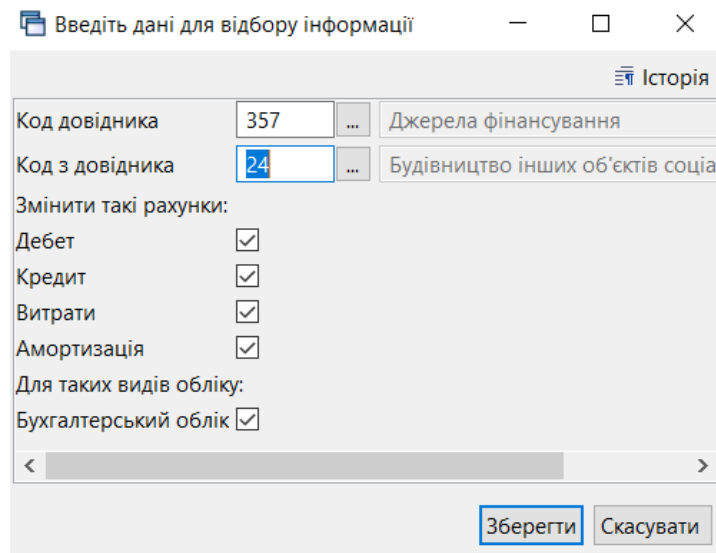 Введіть дані для відбору інформації
Історія
Код довідника 357 ... Джерела фінансування
Код з довідника 24 ... Будівництво інших об'єктів соціа
Змінити такі рахунки:
Дебет
Кредит
Витрати
Амортизація
Для таких видів обліку:
Бухгалтерський облік
Зберегти Скасувати